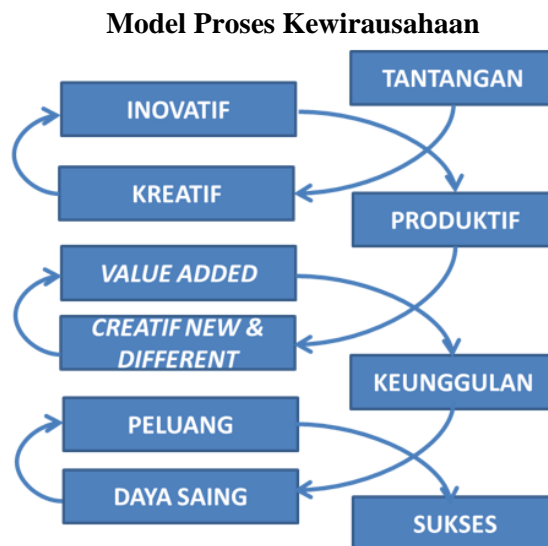 Model Proses Kewirausahaan
TANTANGAN
INOVATIF
KREATIF
PRODUKTIF
VALUE ADDED
CREATIF NEW &
DIFFERENT
KEUNGGULAN
PELUANG
DAYA SAING
SUKSES